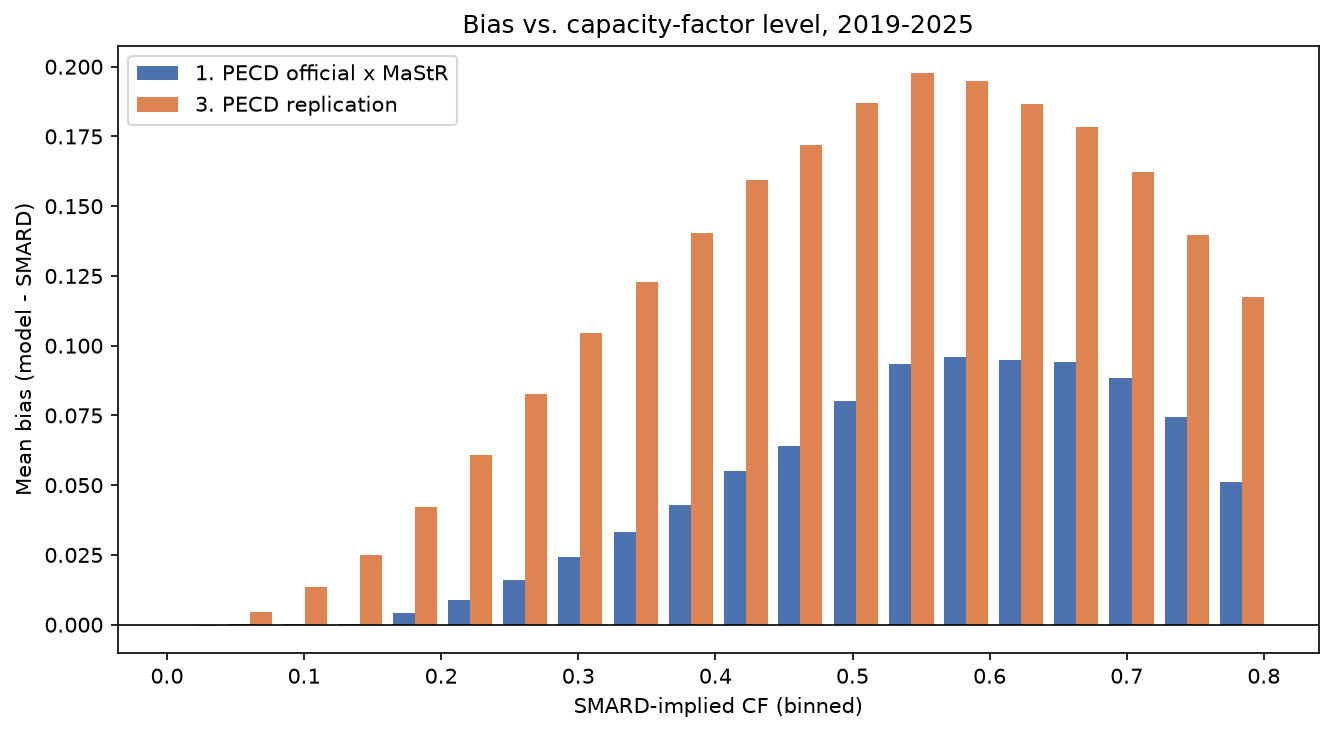 Bias vs. capacity-factor level, 2019-2025
1. PECD official x MaStR
3. PECD replication
Mean bias (model - SMARD)
0.200
0.175
0.150
0.125
0.100
0.075
0.050
0.025
0.000
0.0 0.1 0.2 0.3 0.4 0.5 0.6 0.7 0.8
SMARD-implied CF (binned)